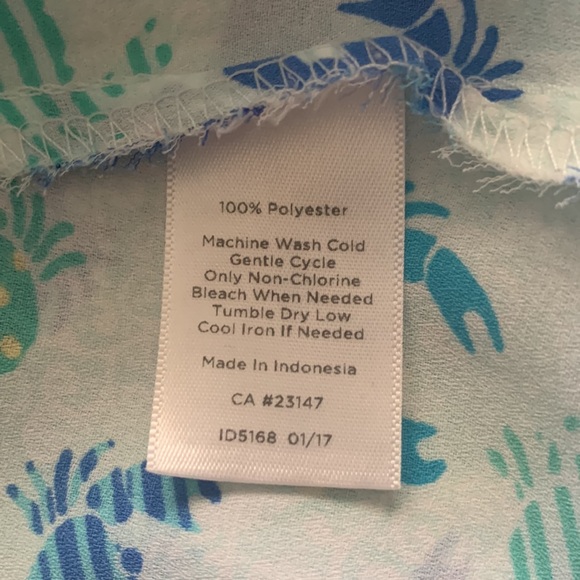 100% Polyester
Machine Wash Cold
Gentle Cycle
Only Non-Chlorine
Bleach When Needed
Tumble Dry Low
Cool Iron If Needed
Made In Indonesia
CA #23147
ID5168 01/17